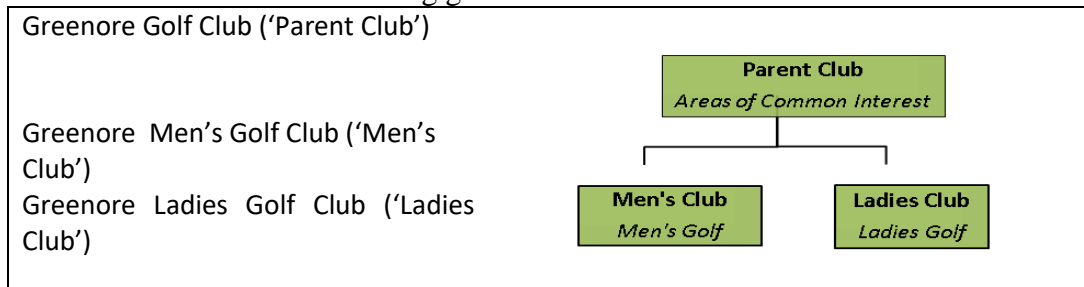 Greenore Golf Club (‘Parent Club’)
Parent Club
Areas of Common Interest
Greenore Men’s Golf Club (‘Men’s
Club’)
Greenore Ladies Golf Club (‘Ladies
Club’)
Men's Club
Men's Golf
Ladies Club
Ladies Golf